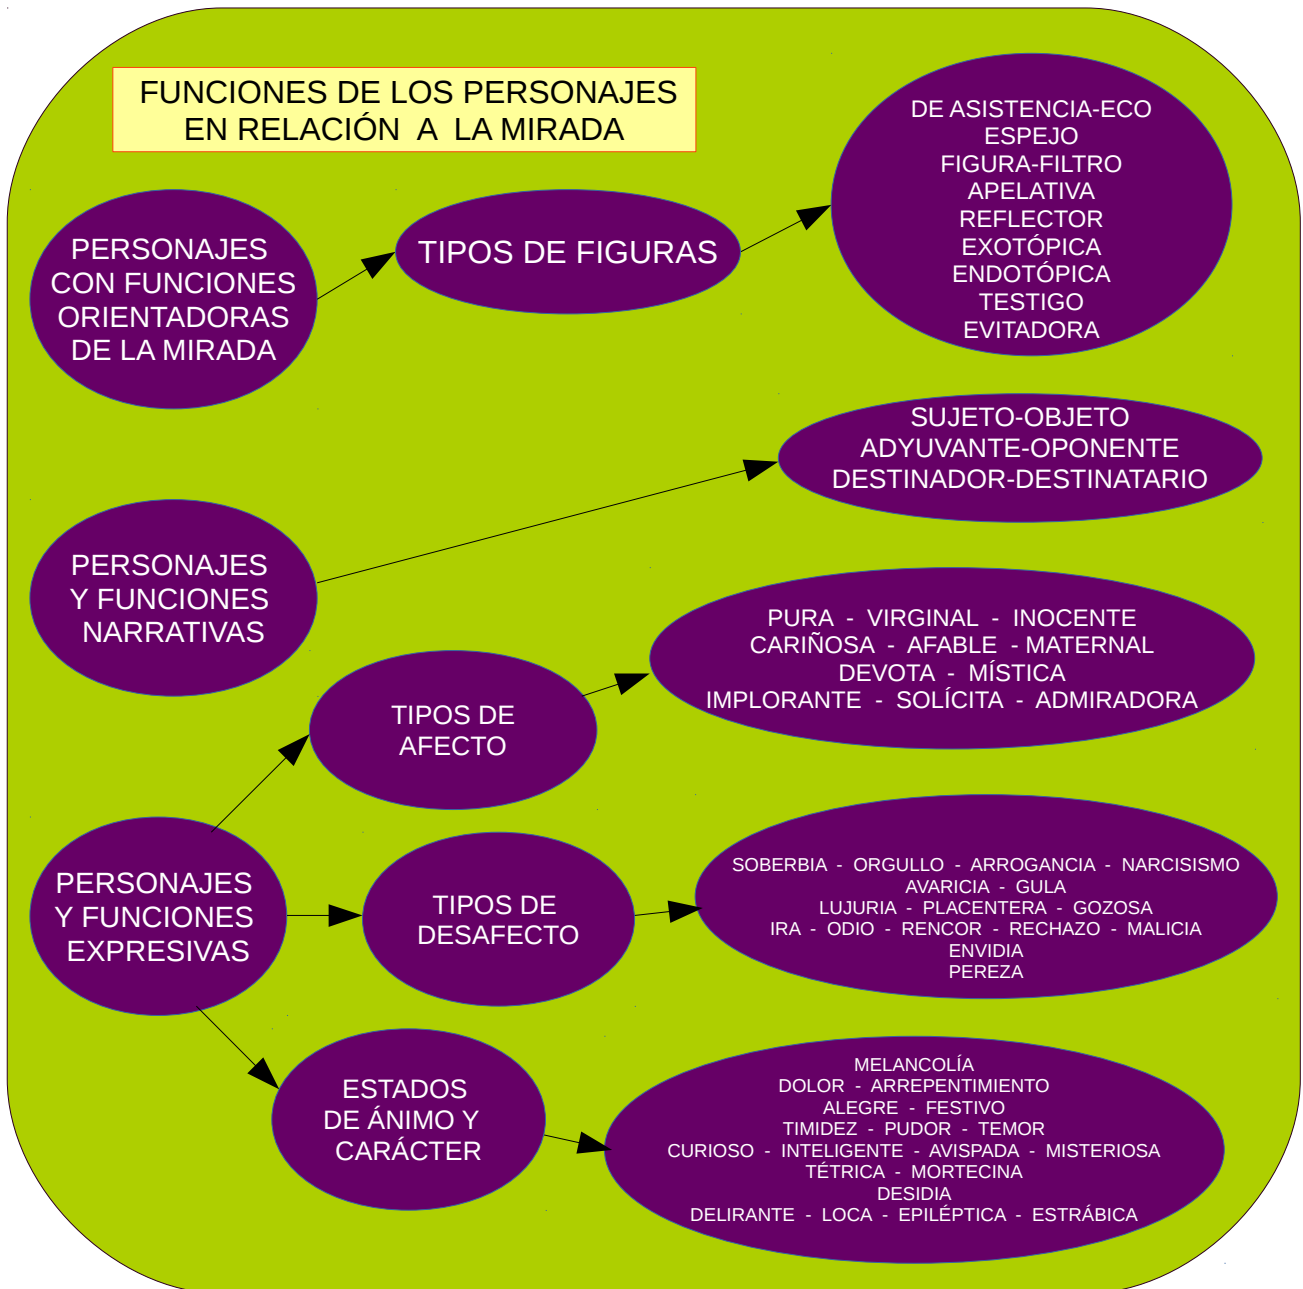 FUNCIONES DE LOS PERSONAJES
EN RELACIÓN A LA MIRADA
PERSONAJES
CON FUNCIONES
ORIENTADORAS
DE LA MIRADA
TIPOS DE FIGURAS
DE ASISTENCIA-ECO
ESPEJO
FIGURA-FILTRO
APELATIVA
REFLECTOR
EXOTÓPICA
ENDOTÓPICA
TESTIGO
EVITADORA
PERSONAJES
Y FUNCIONES
NARRATIVAS
SUJETO-OBJETO
ADYUVANTE-OPONENTE
DESTINADOR-DESTINATARIO
PERSONAJES
Y FUNCIONES
EXPRESIVAS
TIPOS DE
AFECTO
PURA - VIRGINAL - INOCENTE
CARIÑOSA - AFABLE - MATERNAL
DEVOTA - MÍSTICA
IMPLORANTE - SOLÍCITA - ADMIRADORA
TIPOS DE
DESAFECTO
SOBERBIA - ORGULLO - ARROGANCIA - NARCISISMO
AVARICIA - GULA
LUJURIA - PLACENTERA - GOZOSA
IRA - ODIO - RENCOR - RECHAZO - MALICIA
ENVIDIA
PEREZA
ESTADOS
DE ÁNIMO Y
CARÁCTER
MELANCOLÍA
DOLOR - ARREPENTIMIENTO
ALEGRE - FESTIVO
TIMIDEZ - PUDOR - TEMOR
CURIOSO - INTELIGENTE - AVISPADA - MISTERIOSA
TÉTRICA - MORTECINA
DESIDIA
DELIRANTE - LOCA - EPILÉPTICA - ESTRÁBICA